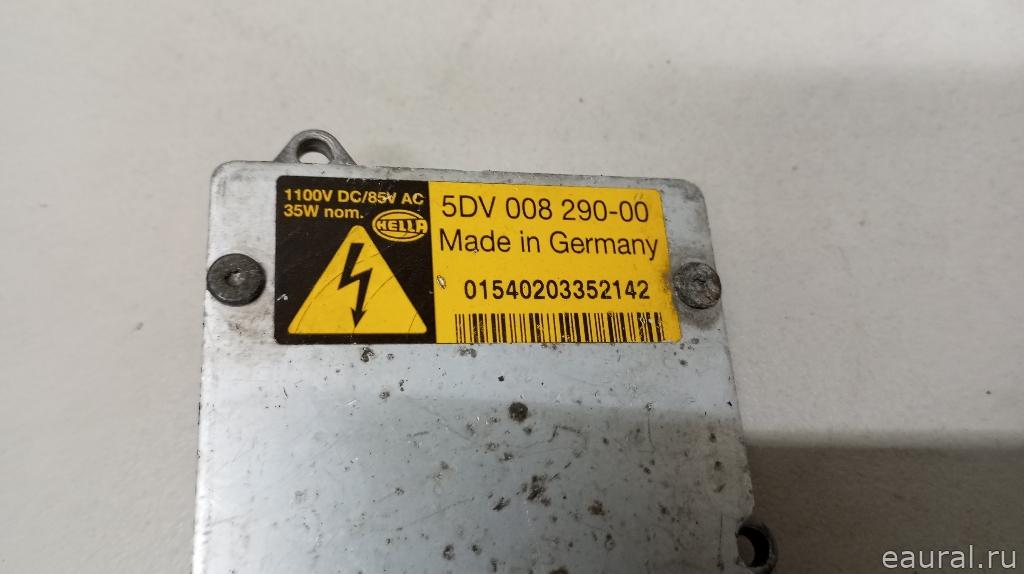 1100V DC/85V AC
35W nom.
HELLA
5DV 008 290-00
Made in Germany
01540203352142
eaural.ru